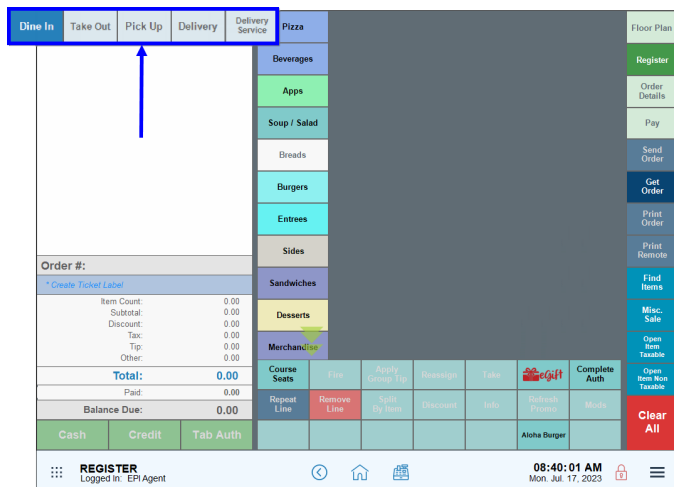 Dine In
Take Out
Pick Up
Delivery
Delivery
Service
Pizza
Beverages
Apps
Soup / Salad
Breads
Burgers
Entrees
Sides
Sandwiches
Desserts
Merchandise
Floor Plan
Register
Order
Details
Pay
Send
Order
Get
Order
Print
Order
Print
Remote
Find
Items
Misc.
Sale
Open
Item
Taxable
Open
Item Non
Taxable
Clear
All
Order #:
* Create Ticket Label
Item Count: 0.00
Subtotal: 0.00
Discount: 0.00
Tax: 0.00
Tip: 0.00
Other: 0.00
Total: 0.00
Paid: 0.00
Balance Due: 0.00
Cash
Credit
Tab Auth
Course
Seats
Fire
Apply
Group Tip
Reassign
Take
eGift
Complete
Auth
Repeat
Line
Remove
Line
Split
By Item
Discount
Info
Refresh
Promo
Mode
Aloha Burger
REGISTER
Logged In: EPI Agent
08:40:01 AM
Mon. Jul. 17, 2023